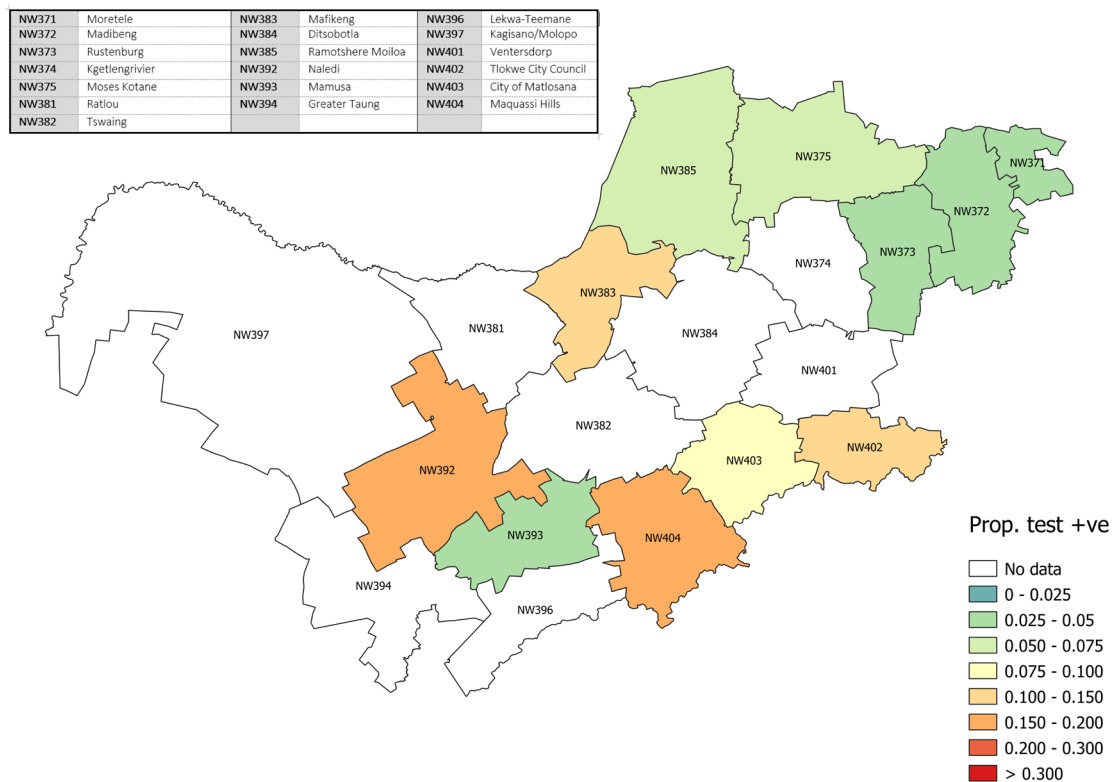 NW371 Moretele NW383 Mafikeng NW396 Lekwa-Teemane
NW372 Madibeng NW384 Ditsobotla NW397 Kagisano/Molopo
NW373 Rustenburg NW385 Ramotshere Moiloa NW401 Ventersdorp
NW374 Kgetlengrivier NW392 Naledi NW402 Tlokwe City Council
NW375 Moses Kotane NW393 Mamusa NW403 City of Matlosana
NW381 Ratlou NW394 Greater Taung NW404 Maquassi Hills
NW382 Tswaing
NW385
NW375
NW371
NW372
NW373
NW374
NW383
NW381
NW397
NW384
NW401
NW382
NW402
NW403
NW392
NW393
NW404
NW394
NW396
Prop. test +ve
No data
0 - 0.025
0.025 - 0.05
0.050 - 0.075
0.075 - 0.100
0.100 - 0.150
0.150 - 0.200
0.200 - 0.300
> 0.300